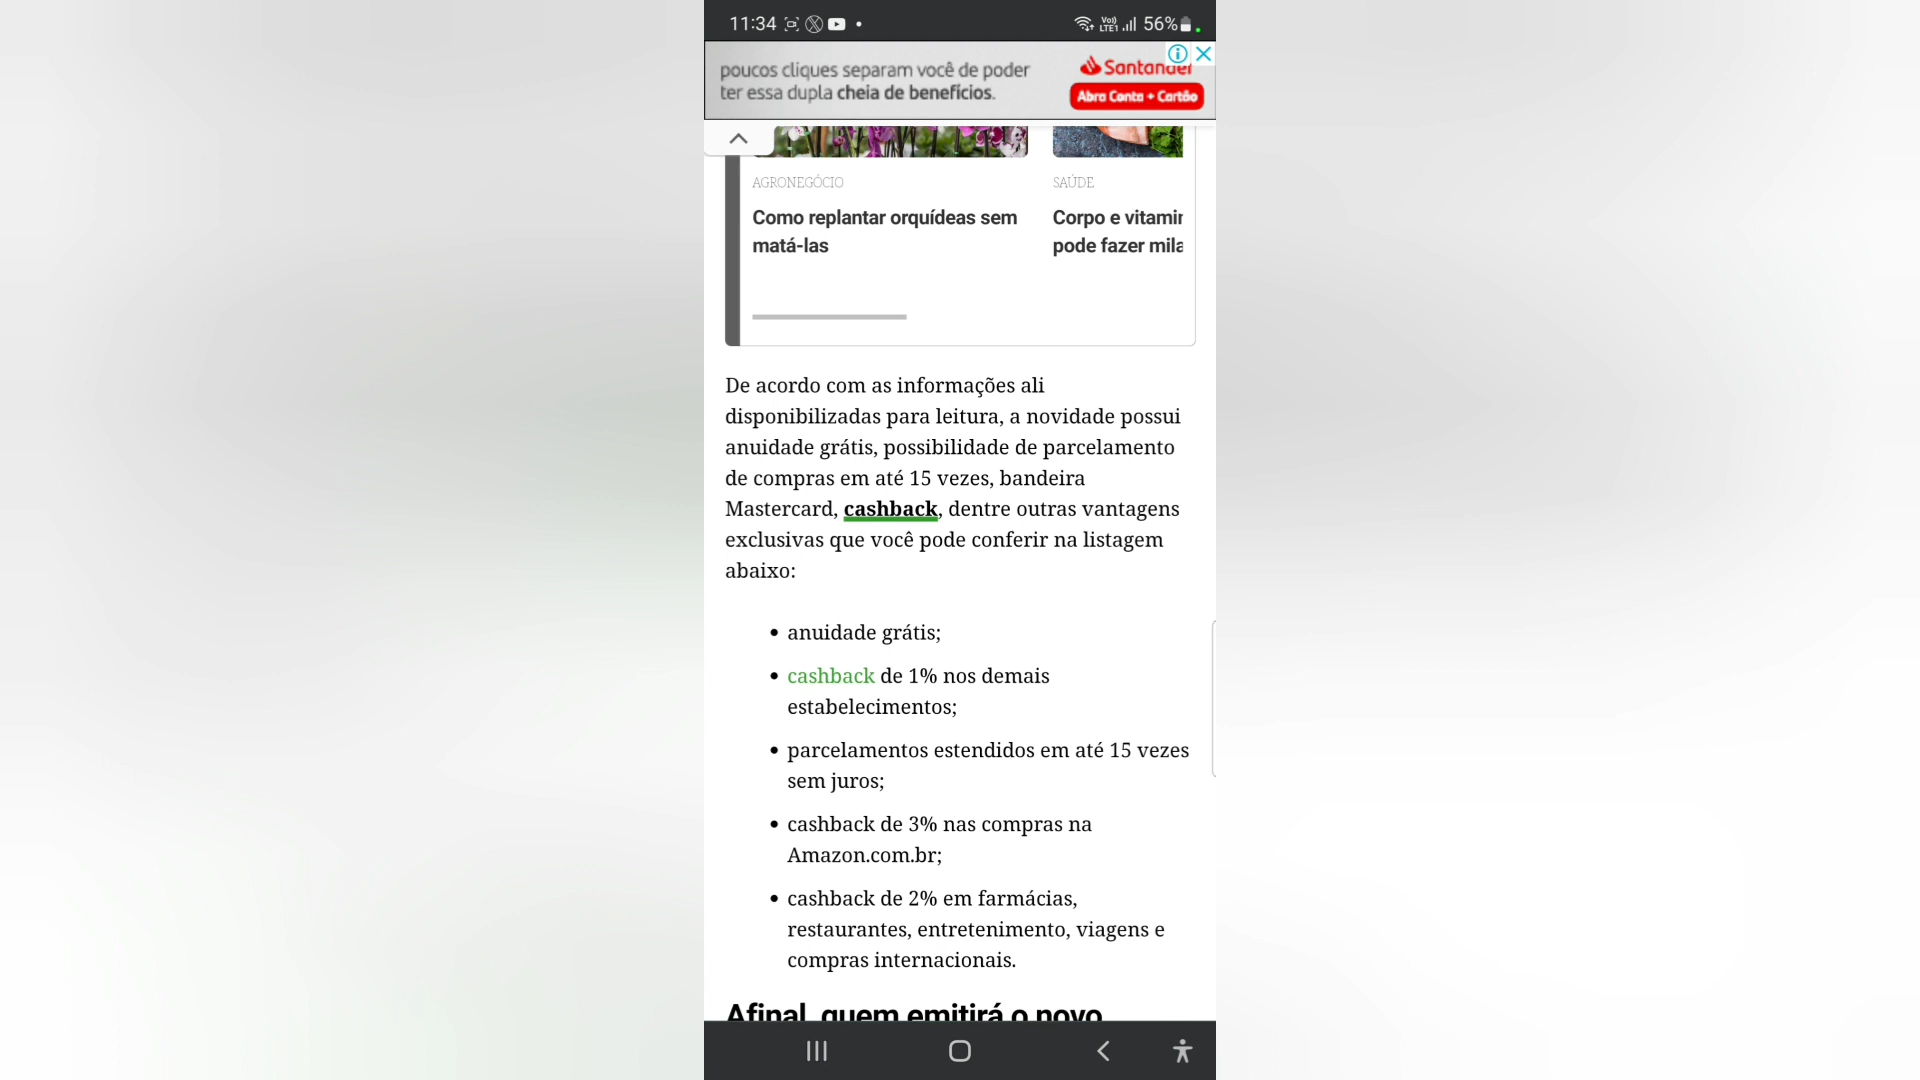 11:34
Vo)) LTE1 56%
poucos cliques separam você de poder
ter essa dupla cheia de benefícios.
Santander
Abra Conta + Cartão
AGRONEGÓCIO
Como replantar orquídeas sem
matá-las
SAÚDE
Corpo e
pode fazer
De acordo com as informações ali
disponibilizadas para leitura, a novidade possui
anuidade grátis, possibilidade de parcelamento
de compras em até 15 vezes, bandeira
Mastercard, cashback, dentre outras vantagens
exclusivas que você pode conferir na listagem
abaixo:
• anuidade grátis;
• cashback de 1% nos demais
estabelecimentos;
• parcelamentos estendidos em até 15 vezes
sem juros;
• cashback de 3% nas compras na
Amazon.com.br;
• cashback de 2% em farmácias,
restaurantes, entretenimento, viagens e
compras internacionais.
Afinal, quem emitirá o novo